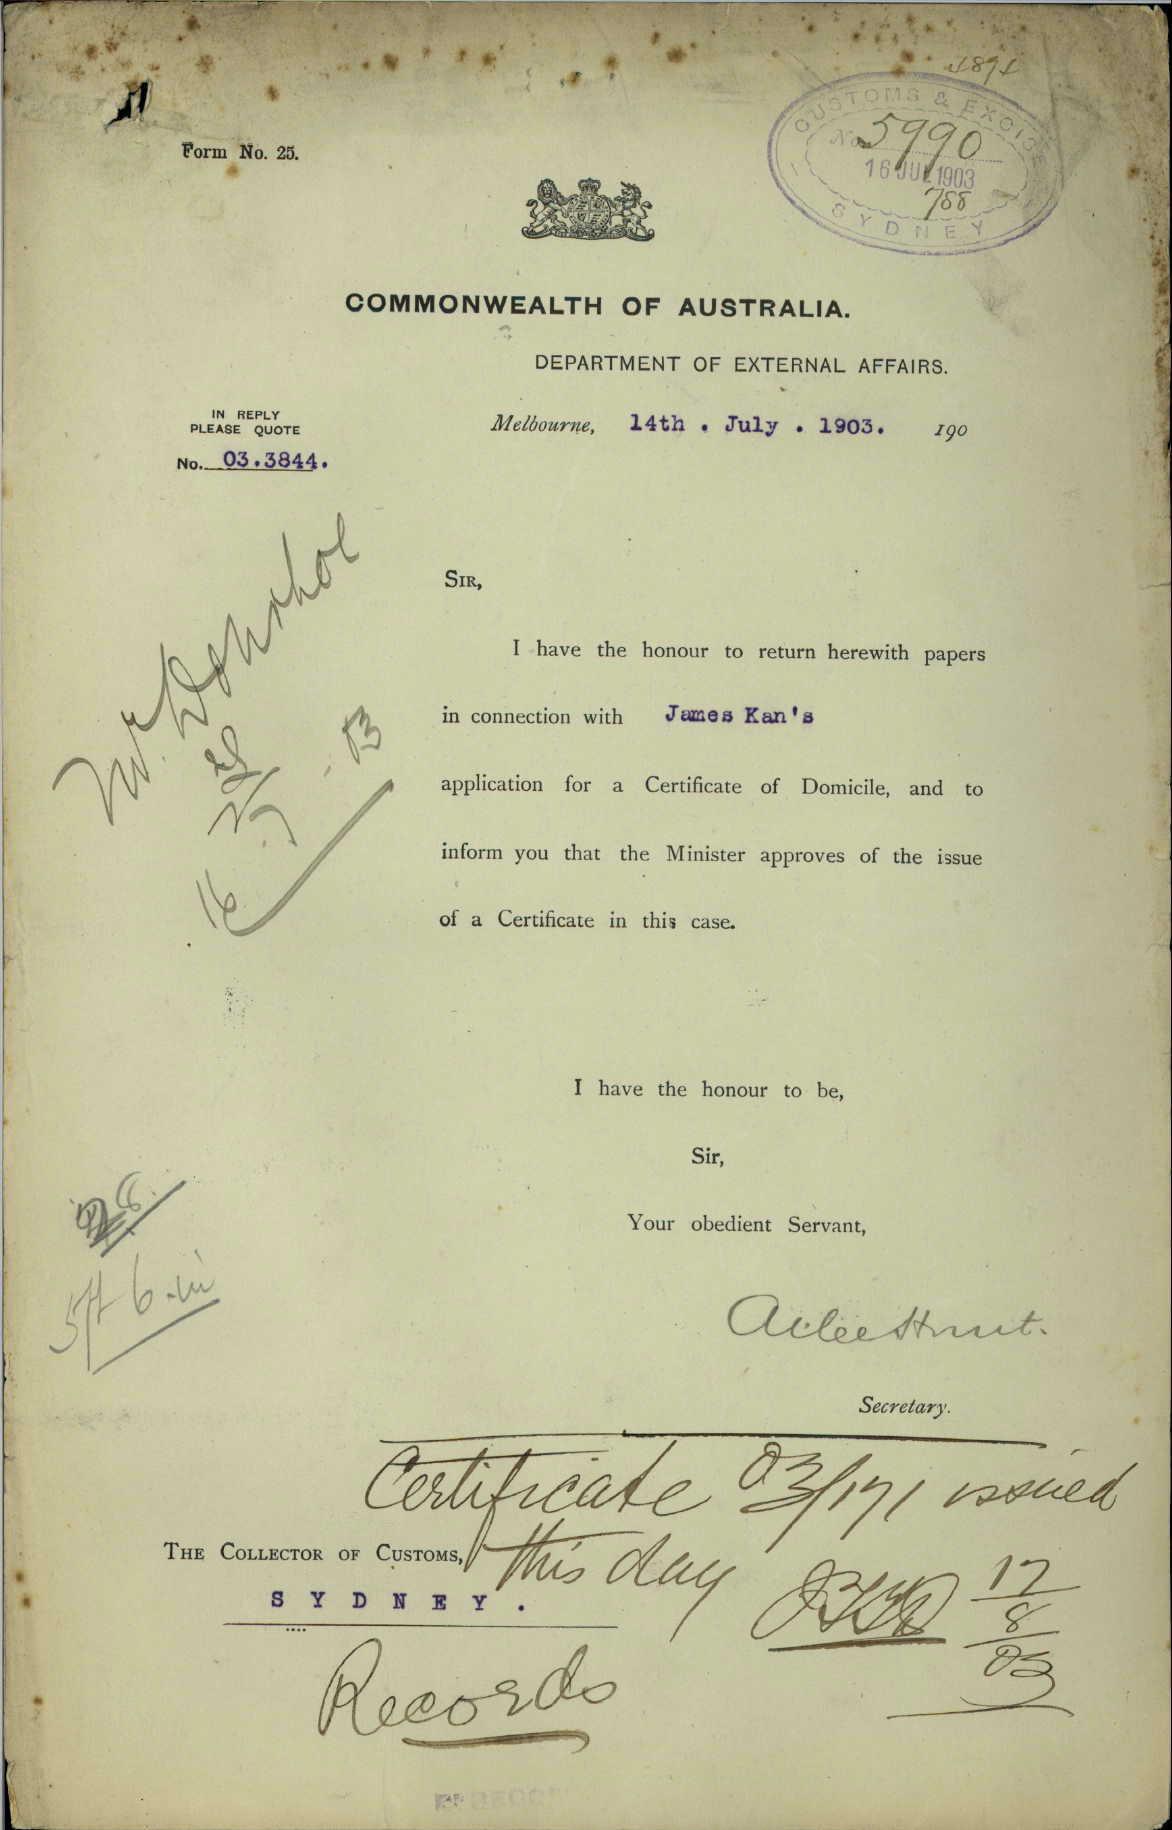 4894
CUSTOMS & EXCISE
No. 5990
16 JUL 1903
788
SYDNEY
Form No. 25.
COMMONWEALTH OF AUSTRALIA.
DEPARTMENT OF EXTERNAL AFFAIRS.
IN REPLY
PLEASE QUOTE
No. 03.3844.
Melbourne, 14th . July . 1903. 190
Mr. Donohoe
16 03
SIR,
I have the honour to return herewith papers
in connection with James Kan's
application for a Certificate of Domicile, and to
inform you that the Minister approves of the issue
of a Certificate in this case.
I have the honour to be,
Sir,
Your obedient Servant,
5ft 6 in
Atlee Hunt.
Secretary.
Certificate 03/171 issued
this day
17
8
03
THE COLLECTOR OF CUSTOMS,
SYDNEY.
Records